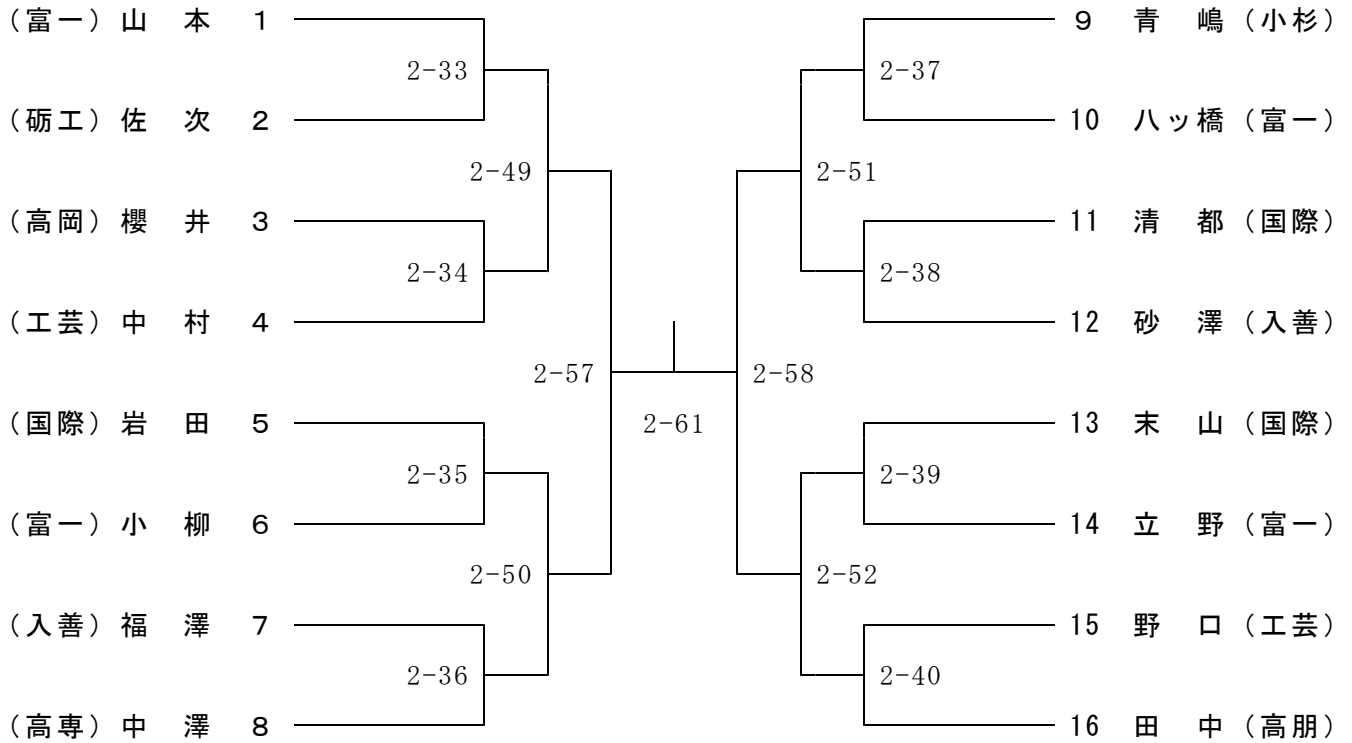 （富一）山　本　1　　9　青　嶋（小杉）
2-33　2-37
（砺工）佐　次　2　　10　八ッ橋（富一）
2-49　2-51
（高岡）櫻　井　3　　11　清　都（国際）
2-34　2-38
（工芸）中　村　4　　12　砂　澤（入善）
2-57　2-58
（国際）岩　田　5　2-61　13　末　山（国際）
2-35　2-39
（富一）小　柳　6　　14　立　野（富一）
2-50　2-52
（入善）福　澤　7　　15　野　口（工芸）
2-36　2-40
（高専）中　澤　8　　16　田　中（高朋）